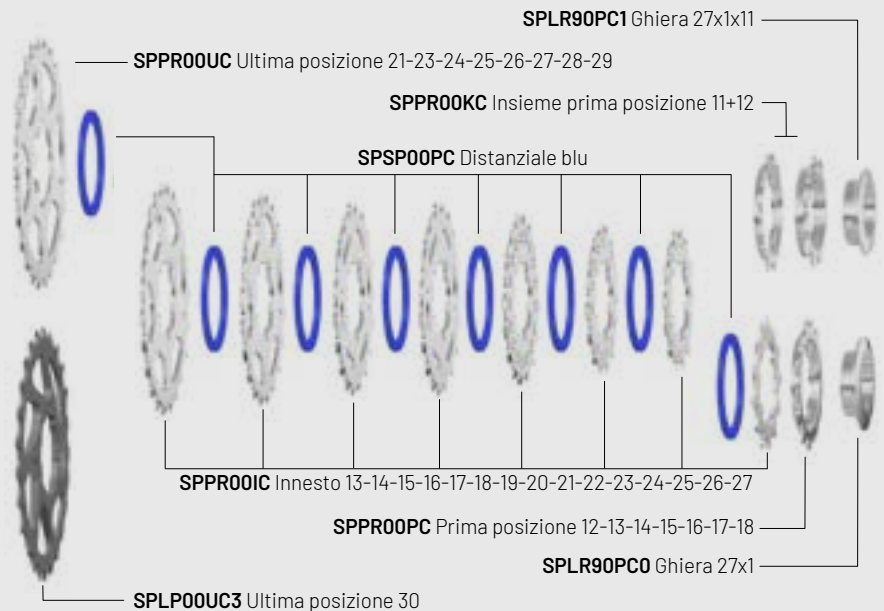 SPLR90PC1 Ghiera 27x1x11
SPPR00UC Ultima posizione 21-23-24-25-26-27-28-29
SPPR00KC Insieme prima posizione 11+12
SPSP00PC Distanziale blu
SPPR00IC Innesto 13-14-15-16-17-18-19-20-21-22-23-24-25-26-27
SPPR00PC Prima posizione 12-13-14-15-16-17-18
SPLR90PC0 Ghiera 27x1
SPLP00UC3 Ultima posizione 30